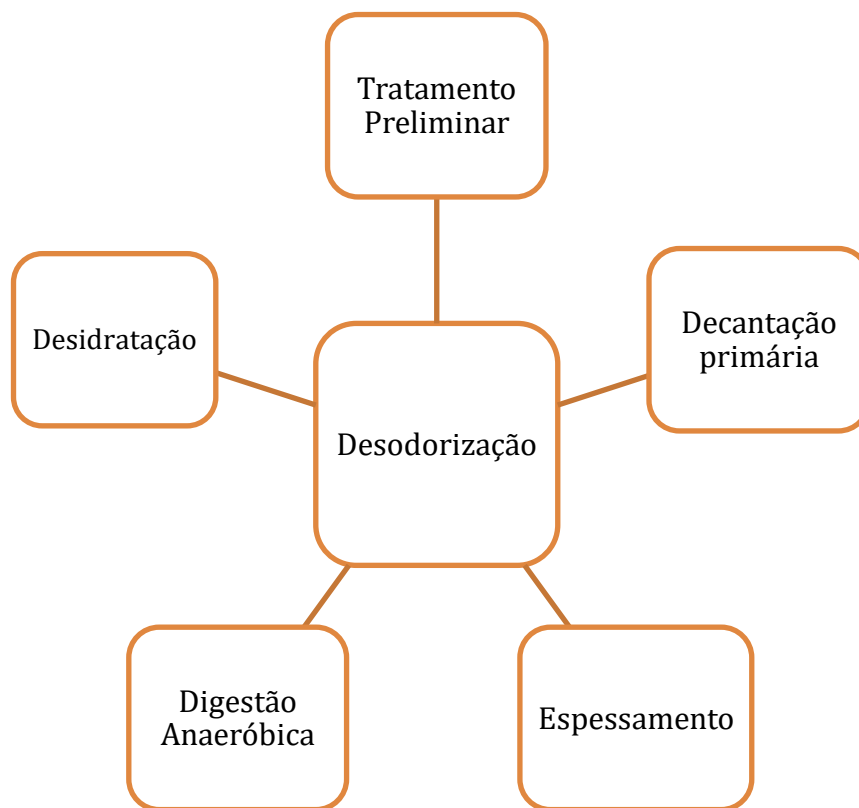 Tratamento
Preliminar
Decantação
primária
Desidratação
Desodorização
Digestão
Anaeróbica
Espessamento